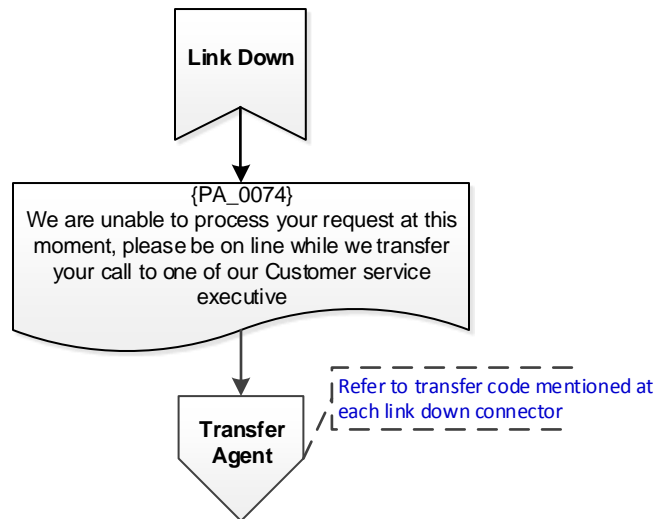 Link Down
{PA_0074}
We are unable to process your request at this
moment, please be on line while we transfer
your call to one of our Customer service
executive
Refer to transfer code mentioned at
each link down connector
Transfer
Agent